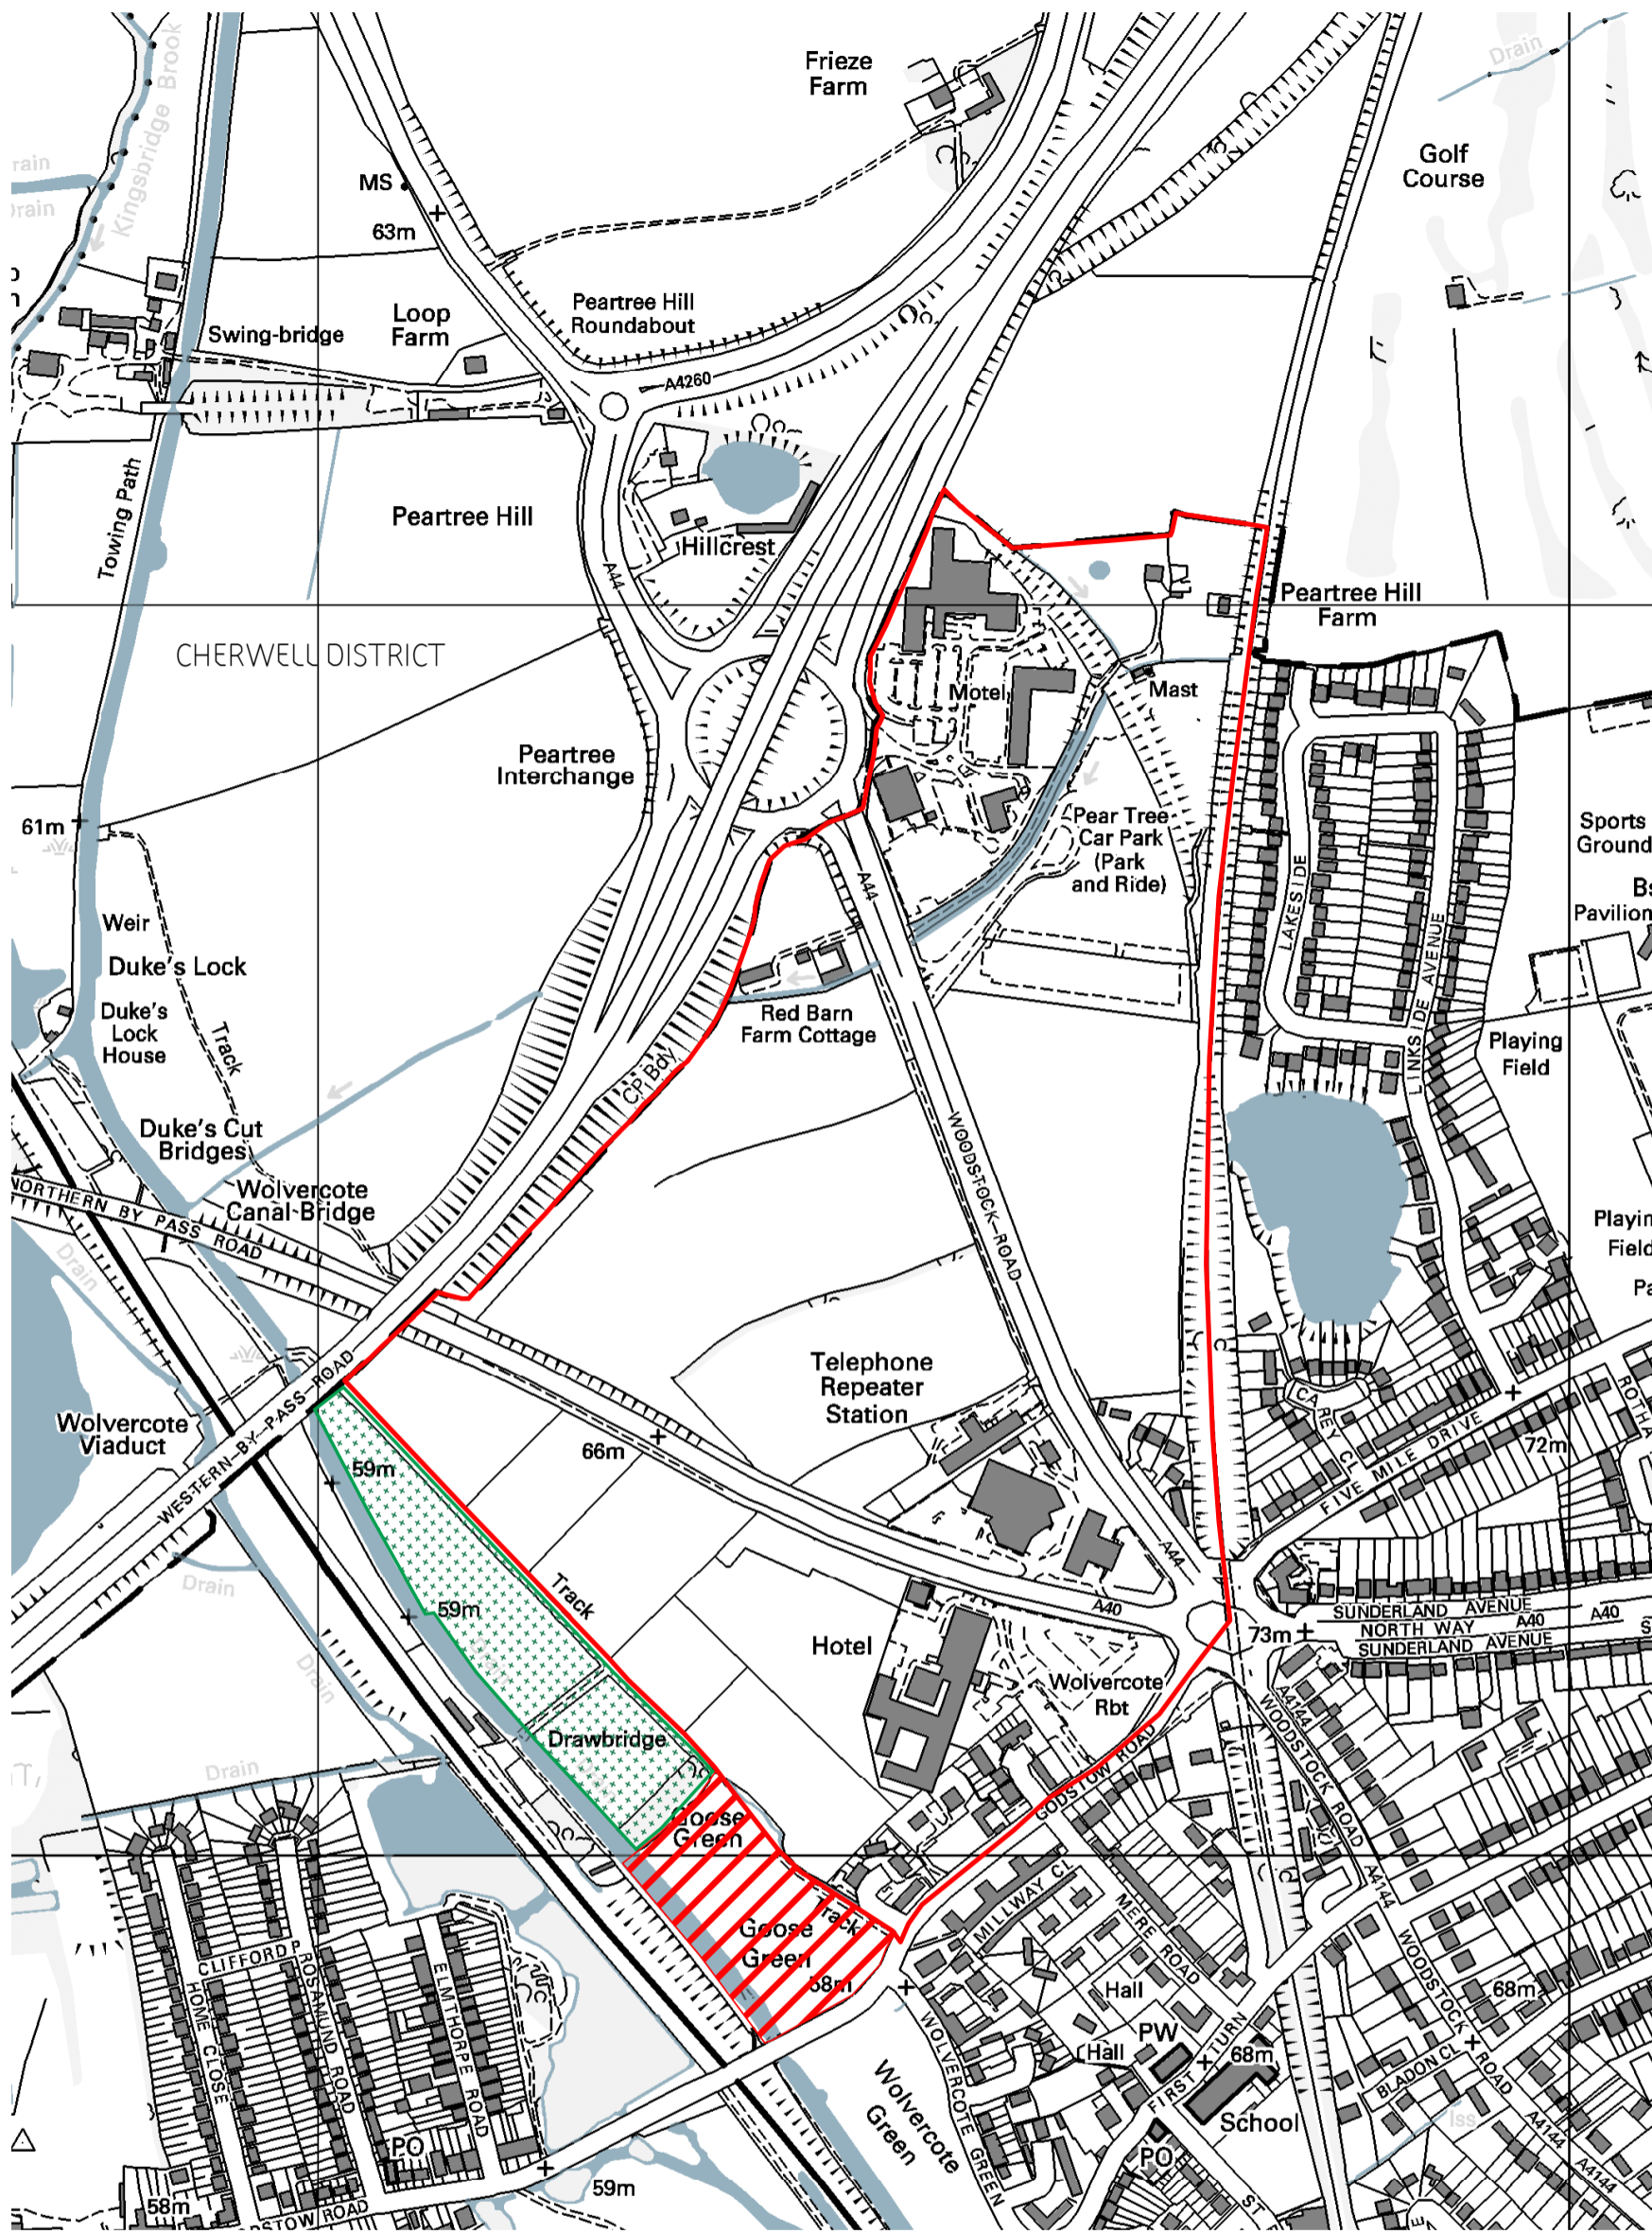 Kingsbridge Brook
Frieze
Farm
Drain
Golf
Course
MS
63m
rain
Drain
Loop
Farm
Peartree Hill
Roundabout
Swing-bridge
A4260
Towing Path
Peartree Hill
Hillcrest
A44
Peartree Hill
Farm
CHERWELL DISTRICT
Motel
Mast
Peartree
Interchange
61m
Pear Tree
Car Park
(Park
and Ride)
Sports
Ground
Pavilion
A44
LAKESIDE
LINKSIDE AVENUE
Weir
Duke's Lock
Duke's
Lock
House
Track
Red Barn
Farm Cottage
Playing
Field
CP Bdy
Duke's Cut
Bridges
WOODSTOCK ROAD
NORTHERN BY PASS ROAD
Wolvercote
Canal Bridge
Drain
Telephone
Repeater
Station
WESTERN BY PASS ROAD
Wolvercote
Viaduct
59m
66m
CAREY CL
FIVE MILE DRIVE
72m
A44
Drain
59m
Track
A40
SUNDERLAND AVENUE
NORTH WAY A40 A40
SUNDERLAND AVENUE
73m
Hotel
Wolvercote
Rbt
Drain
Drawbridge
Drain
GODSTOW ROAD
A4144
WOODSTOCK ROAD
Goose
Green
Track
Goose
Green
58m
MILLWAY CL
MERE ROAD
A4144
WOODSTOCK ROAD
CLIFFORD P
HOME CLOSE
ROSAMUND ROAD
ELMTHORPE ROAD
Hall
68m
PW
Hall
FIRST TURN
68m
BLADON CL
WOLVERCOTE GREEN
Wolvercote
Green
School
Iss
A4144
PO
PO
A4144
59m
58m
STOW ROAD
ST